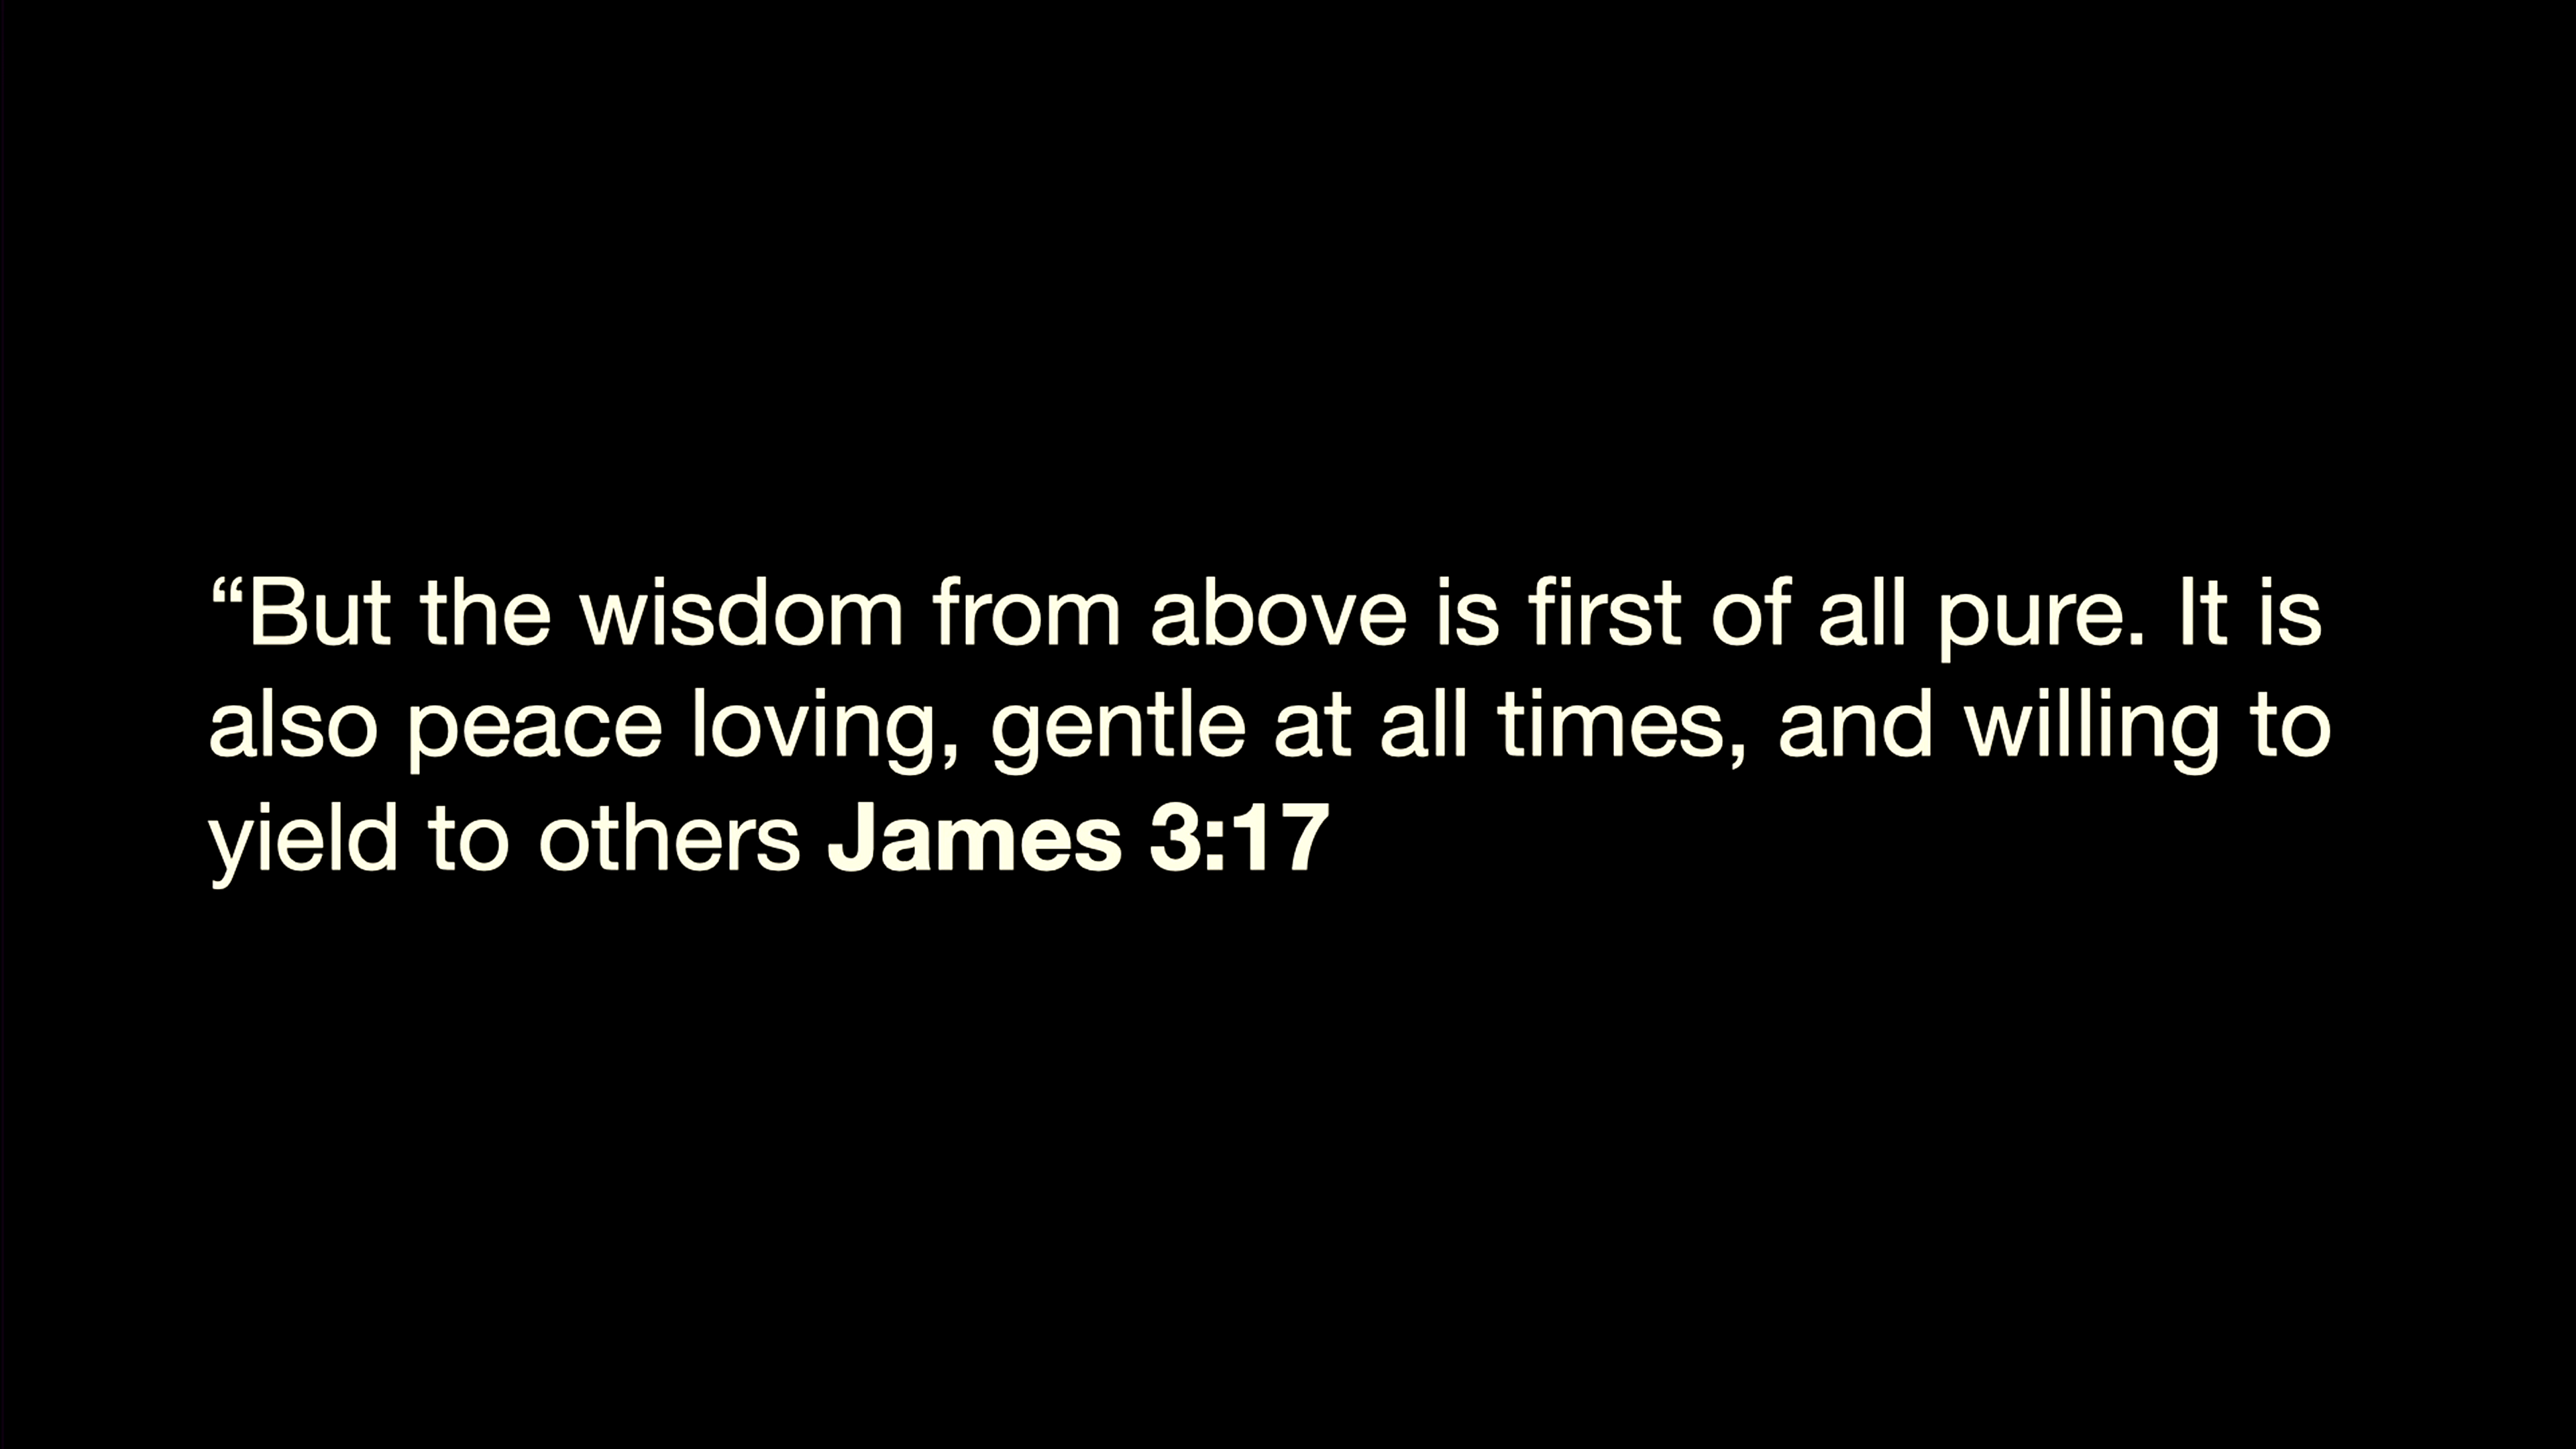 “But the wisdom from above is first of all pure. It is
also peace loving, gentle at all times, and willing to
yield to others James 3:17